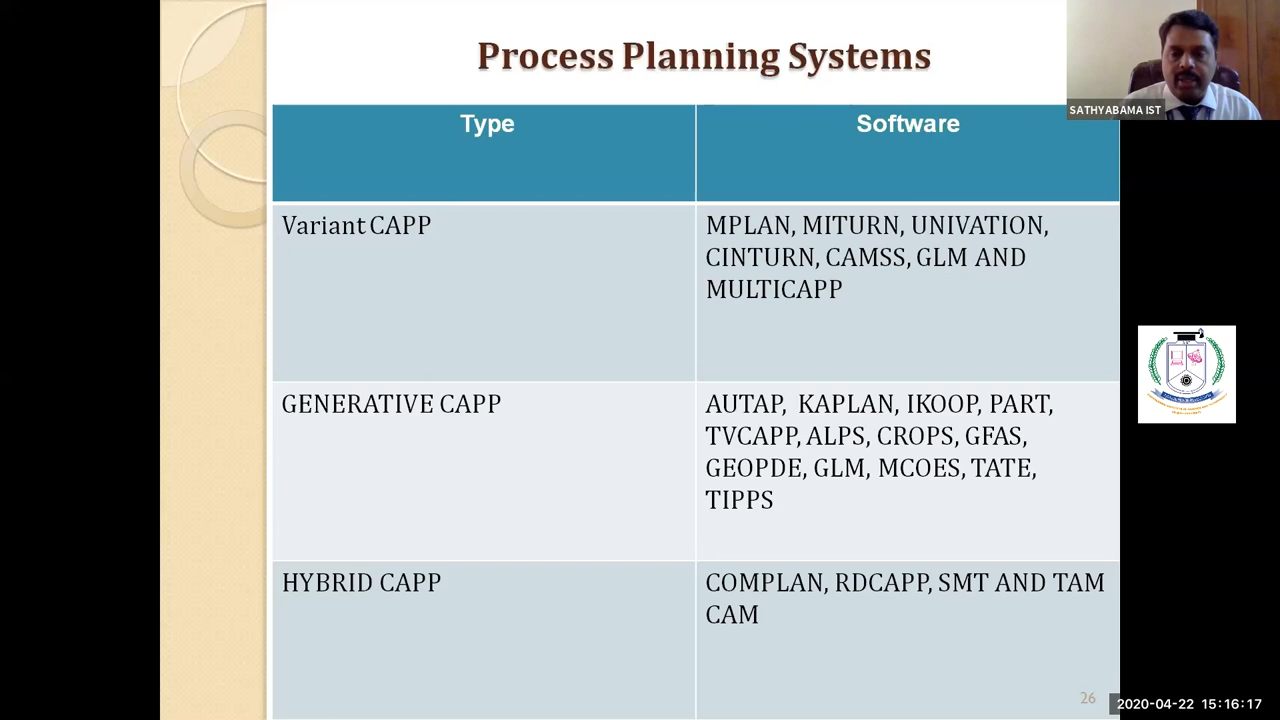 Process Planning Systems
SATHYABAMA IST
Type
Software
Variant CAPP
MPLAN, MITURN, UNIVATION,
CINTURN, CAMSS, GLM AND
MULTICAPP
GENERATIVE CAPP
AUTAP, KAPLAN, IKOOP, PART,
TVCAPP, ALPS, CROPS, GFAS,
GEOPDE, GLM, MCOES, TATE,
TIPPS
HYBRID CAPP
COMPLAN, RDCAPP, SMT AND TAM
CAM
26
2020-04-22 15:16:17